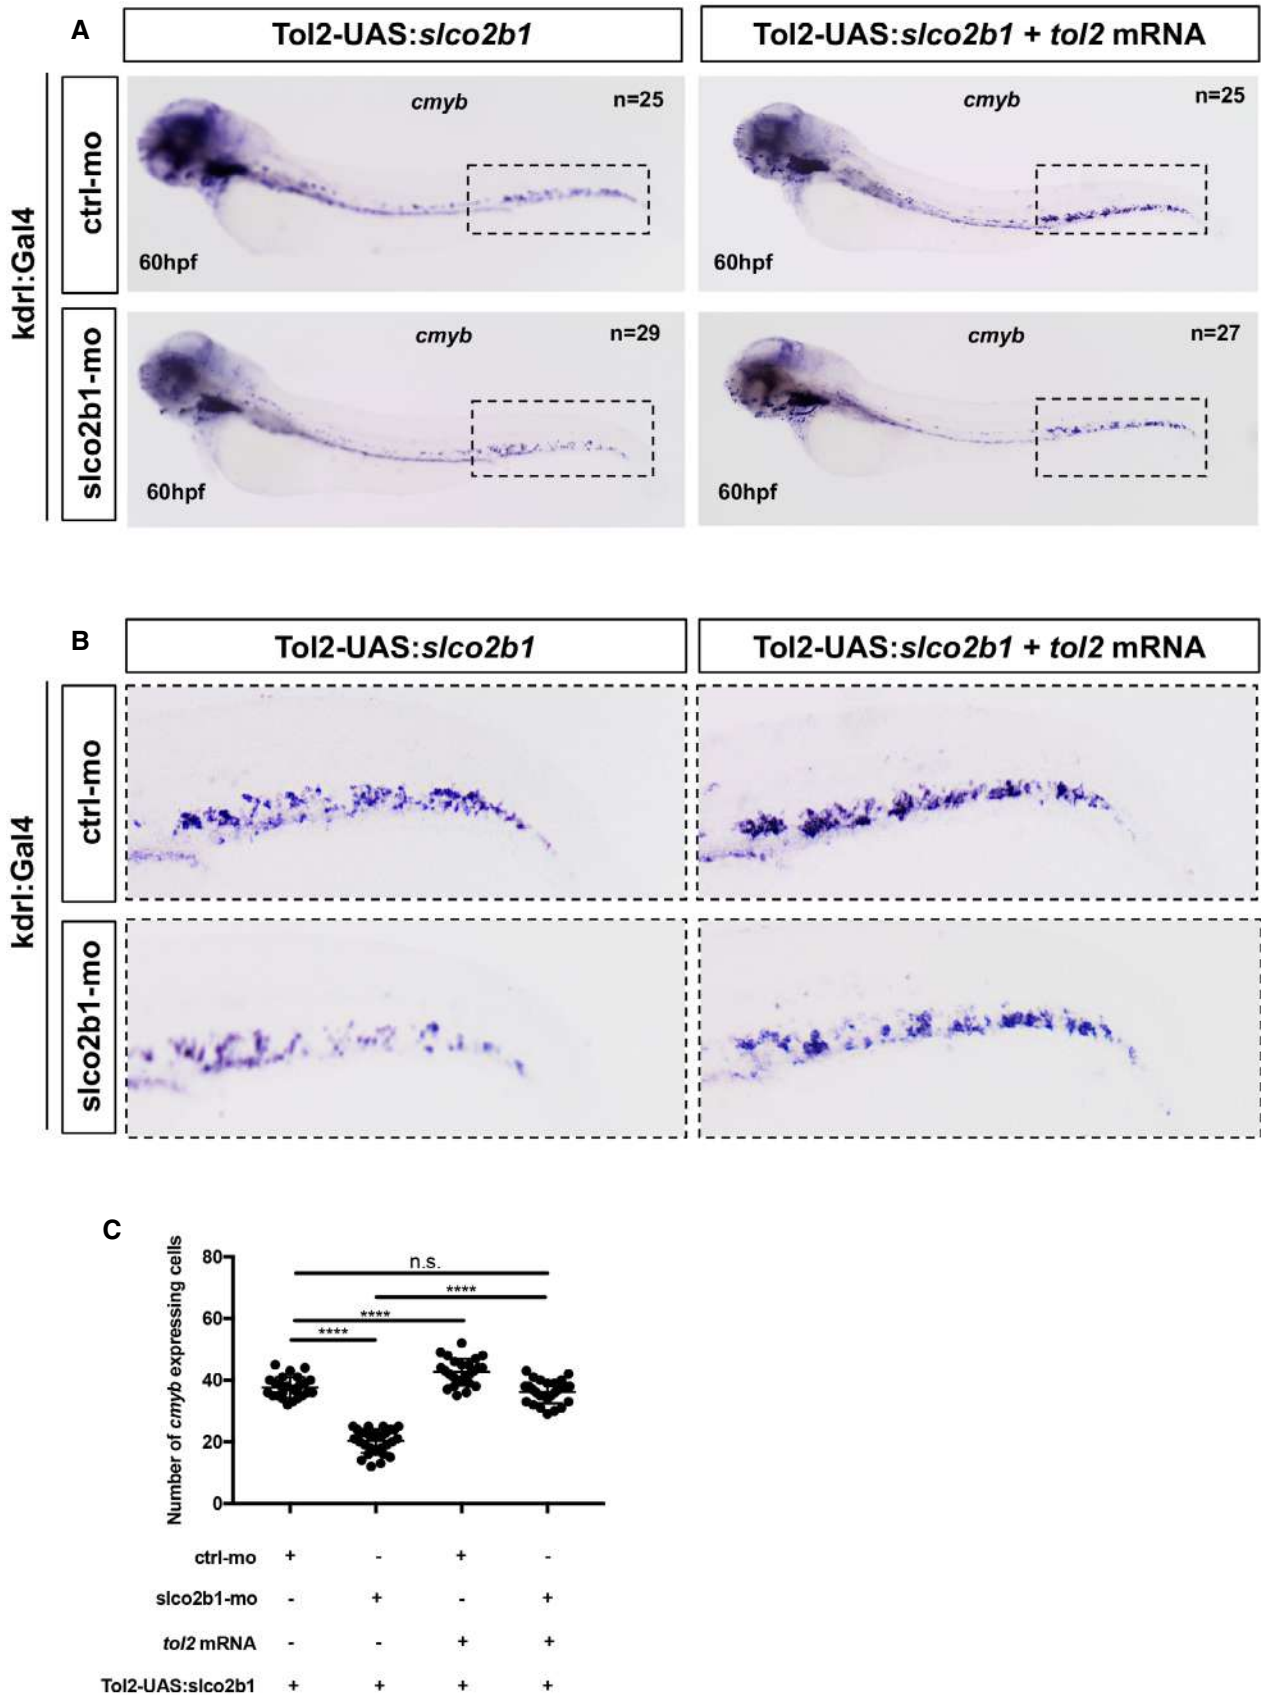 A
Tol2-UAS:slco2b1
Tol2-UAS:slco2b1 + tol2 mRNA
kdrl:Gal4
ctrl-mo
cmyb
n=25
60hpf
cmyb
n=25
60hpf
slco2b1-mo
cmyb
n=29
60hpf
cmyb
n=27
60hpf
B
Tol2-UAS:slco2b1
Tol2-UAS:slco2b1 + tol2 mRNA
kdrl:Gal4
ctrl-mo
slco2b1-mo
C
Number of cmyb expressing cells
80
60
40
20
0
n.s.
****
****
****
ctrl-mo + - + -
slco2b1-mo - + - +
tol2 mRNA - - + +
Tol2-UAS:slco2b1 + + + +